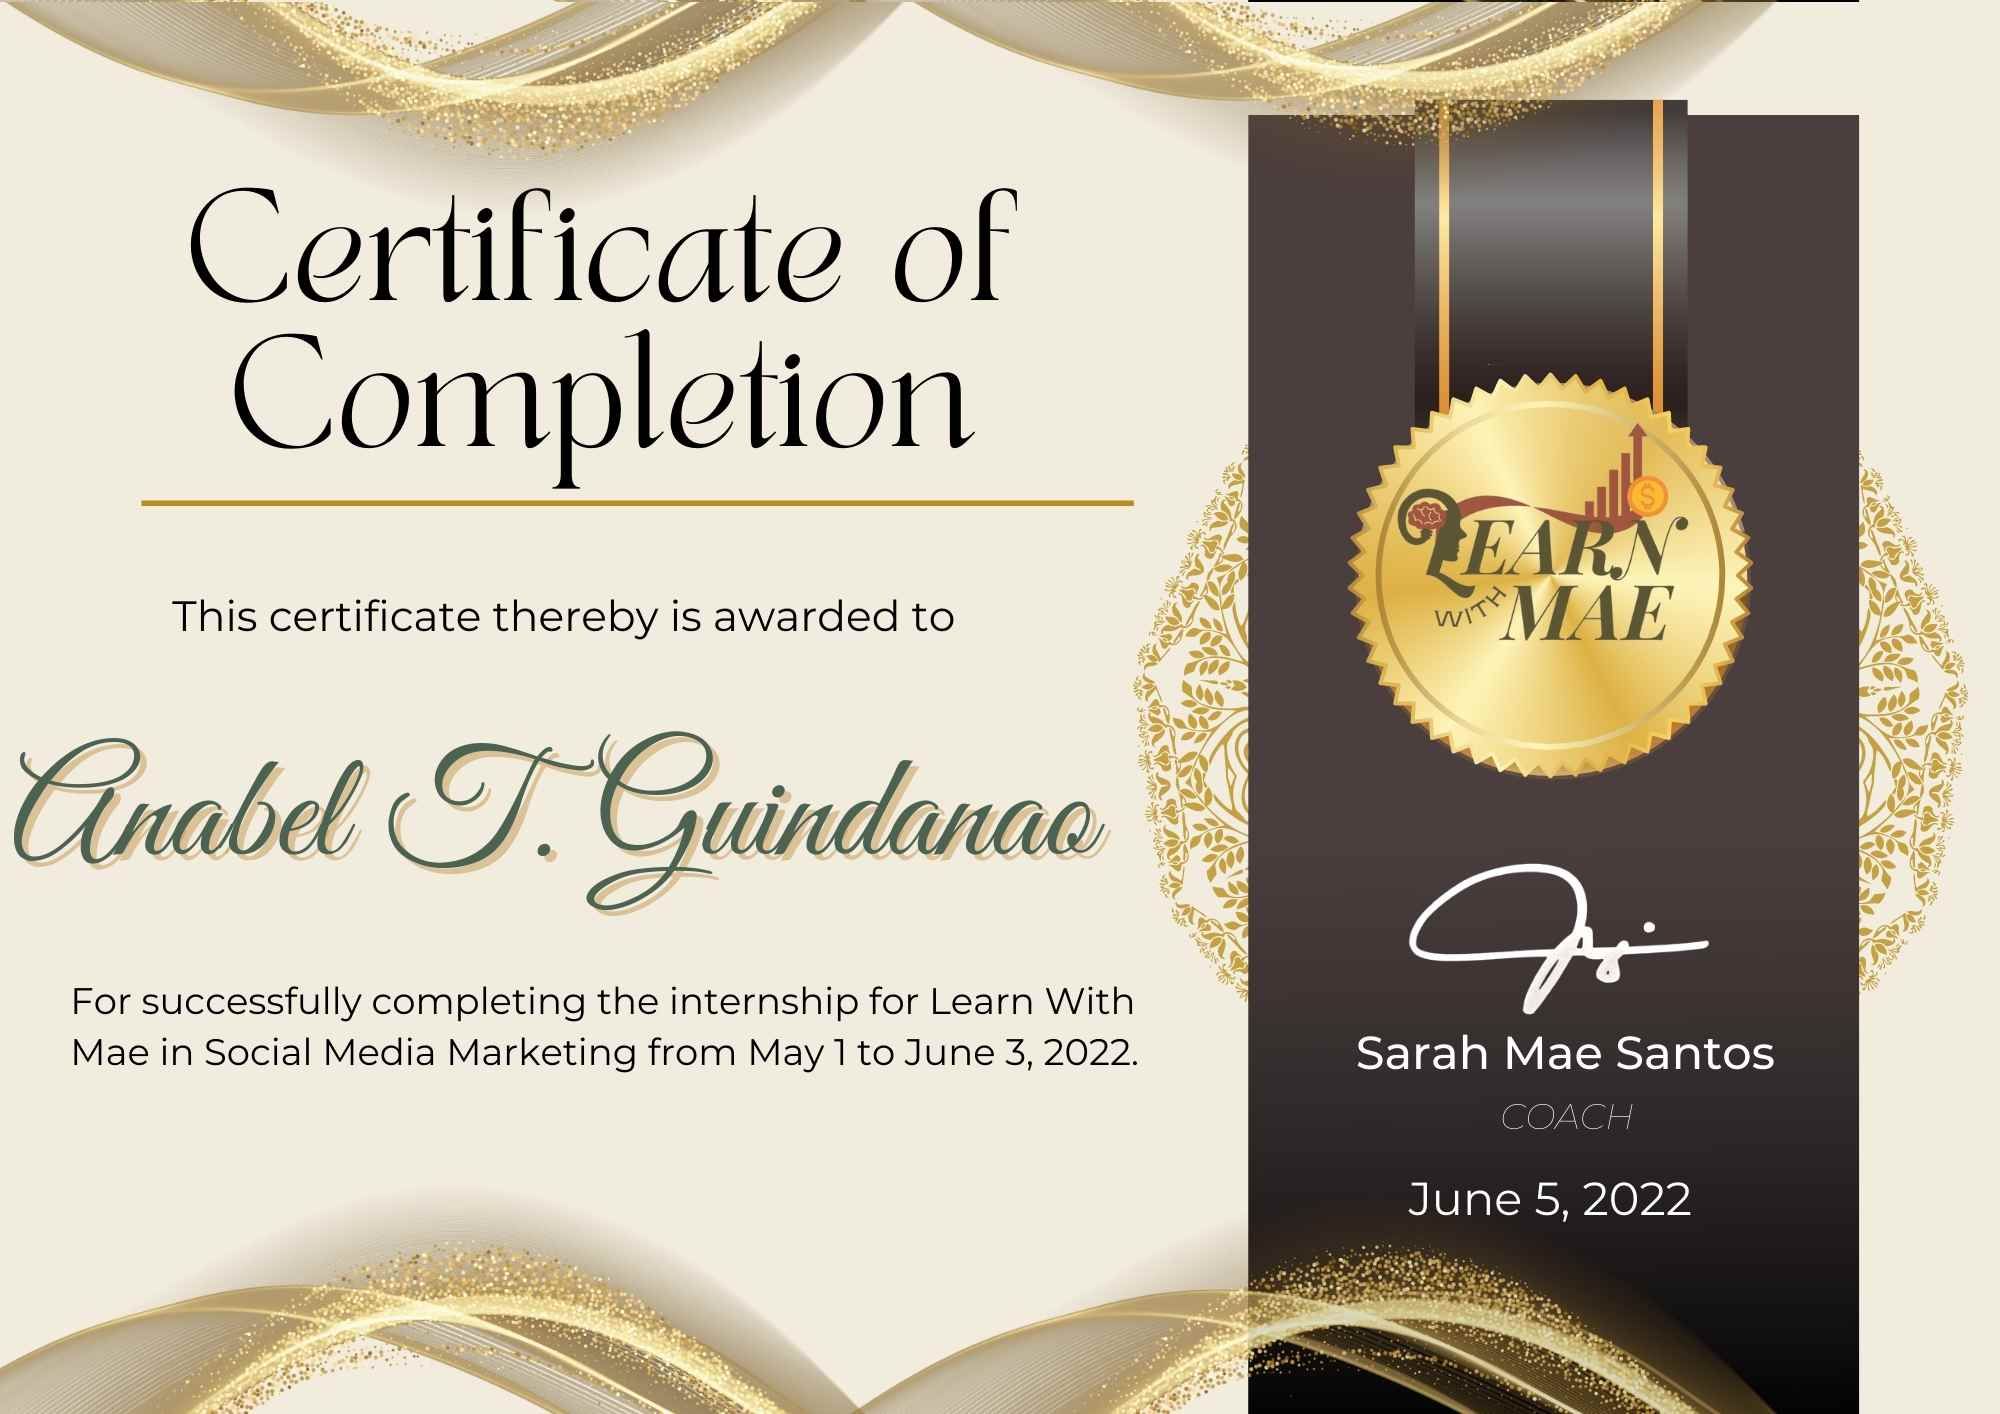 Certificate of
Completion
This certificate thereby is awarded to
Anabel T. Guindanao
For successfully completing the internship for Learn With
Mae in Social Media Marketing from May 1 to June 3, 2022.
$
LEARN
WITH MAE
Sarah Mae Santos
COACH
June 5, 2022